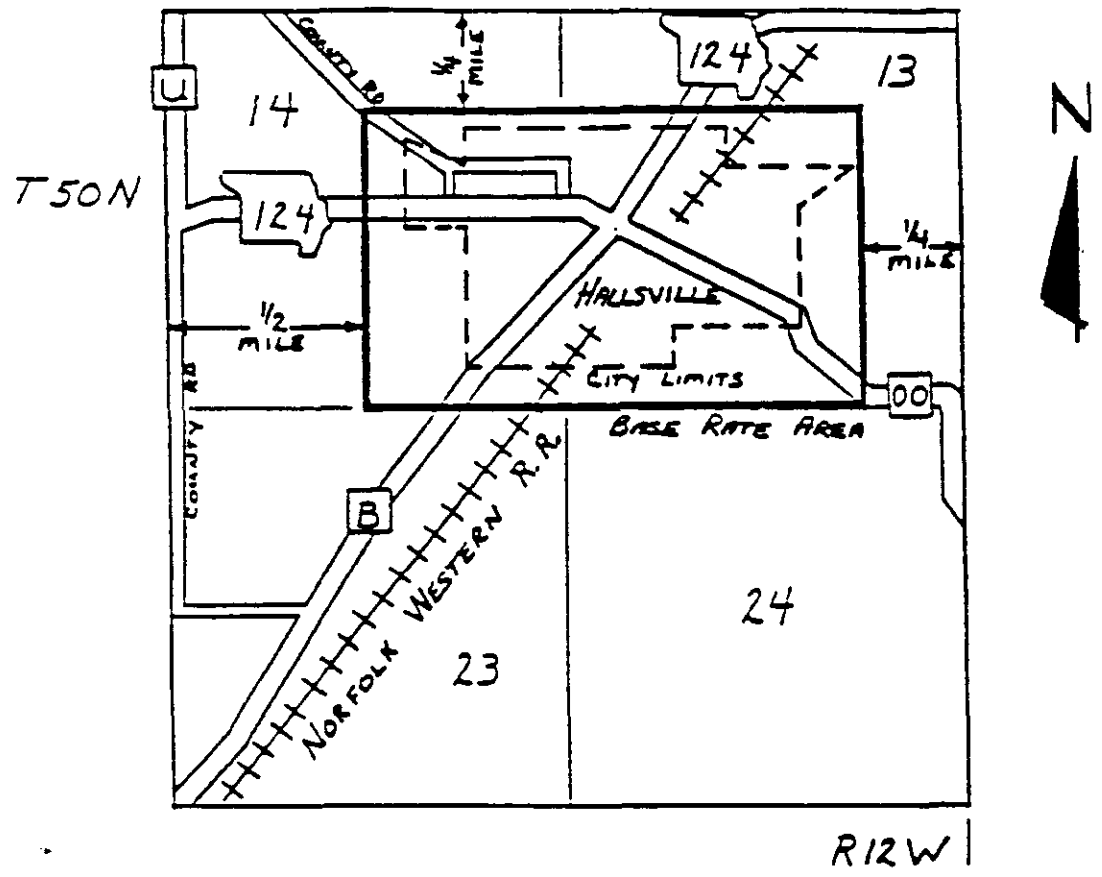 COUNTY RD
¼
MILE
124
13
U
14
N
T50N
124
¼
MILE
HALLSVILLE
½
MILE
CITY LIMITS
OO
COUNTY RD
BASE RATE AREA
B
NORFOLK WESTERN R.R.
24
23
R12W